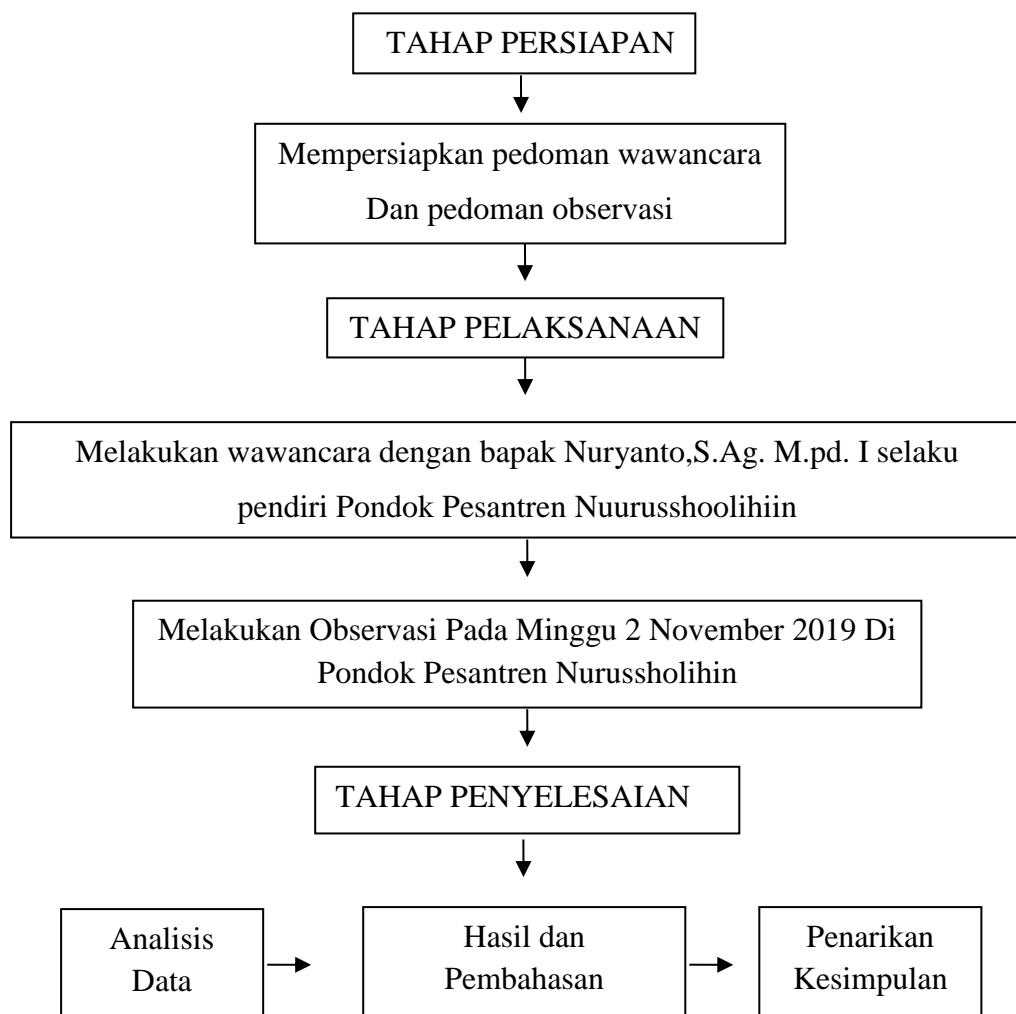 TAHAP PERSIAPAN
Mempersiapkan pedoman wawancara
Dan pedoman observasi
TAHAP PELAKSANAAN
Melakukan wawancara dengan bapak Nuryanto,S.Ag. M.pd. I selaku
pendiri Pondok Pesantren Nuurusshoolihiin
Melakukan Observasi Pada Minggu 2 November 2019 Di
Pondok Pesantren Nurussholihin
TAHAP PENYELESAIAN
Analisis
Data
Hasil dan
Pembahasan
Penarikan
Kesimpulan